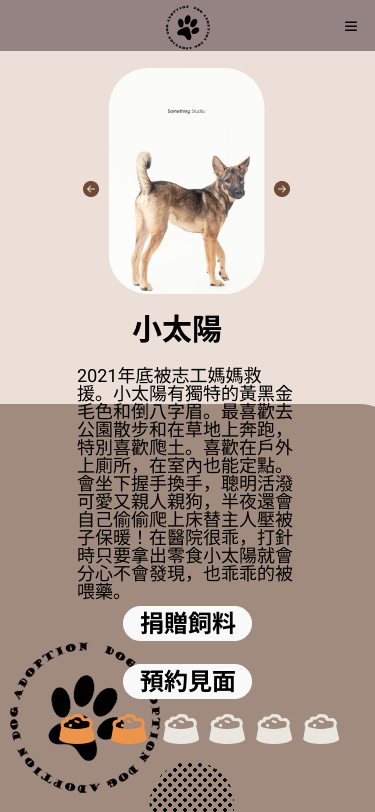 Something Studio.
小太陽
2021年底被志工媽媽救
援。小太陽有獨特的黃黑金
毛色和倒八字眉。最喜歡去
公園散步和在草地上奔跑，
特別喜歡爬土。喜歡在戶外
上廁所，在室內也能定點。
會坐下握手換手，聰明活潑
可愛又親人親狗，半夜還會
自己偷偷爬上床替主人壓被
子保暖！在醫院很乖，打針
時只要拿出零食小太陽就會
分心不會發現，也乖乖的被
喂藥。
捐贈飼料
預約見面
DOG ADOPTION DOG ADOPTION DOG ADOPTION